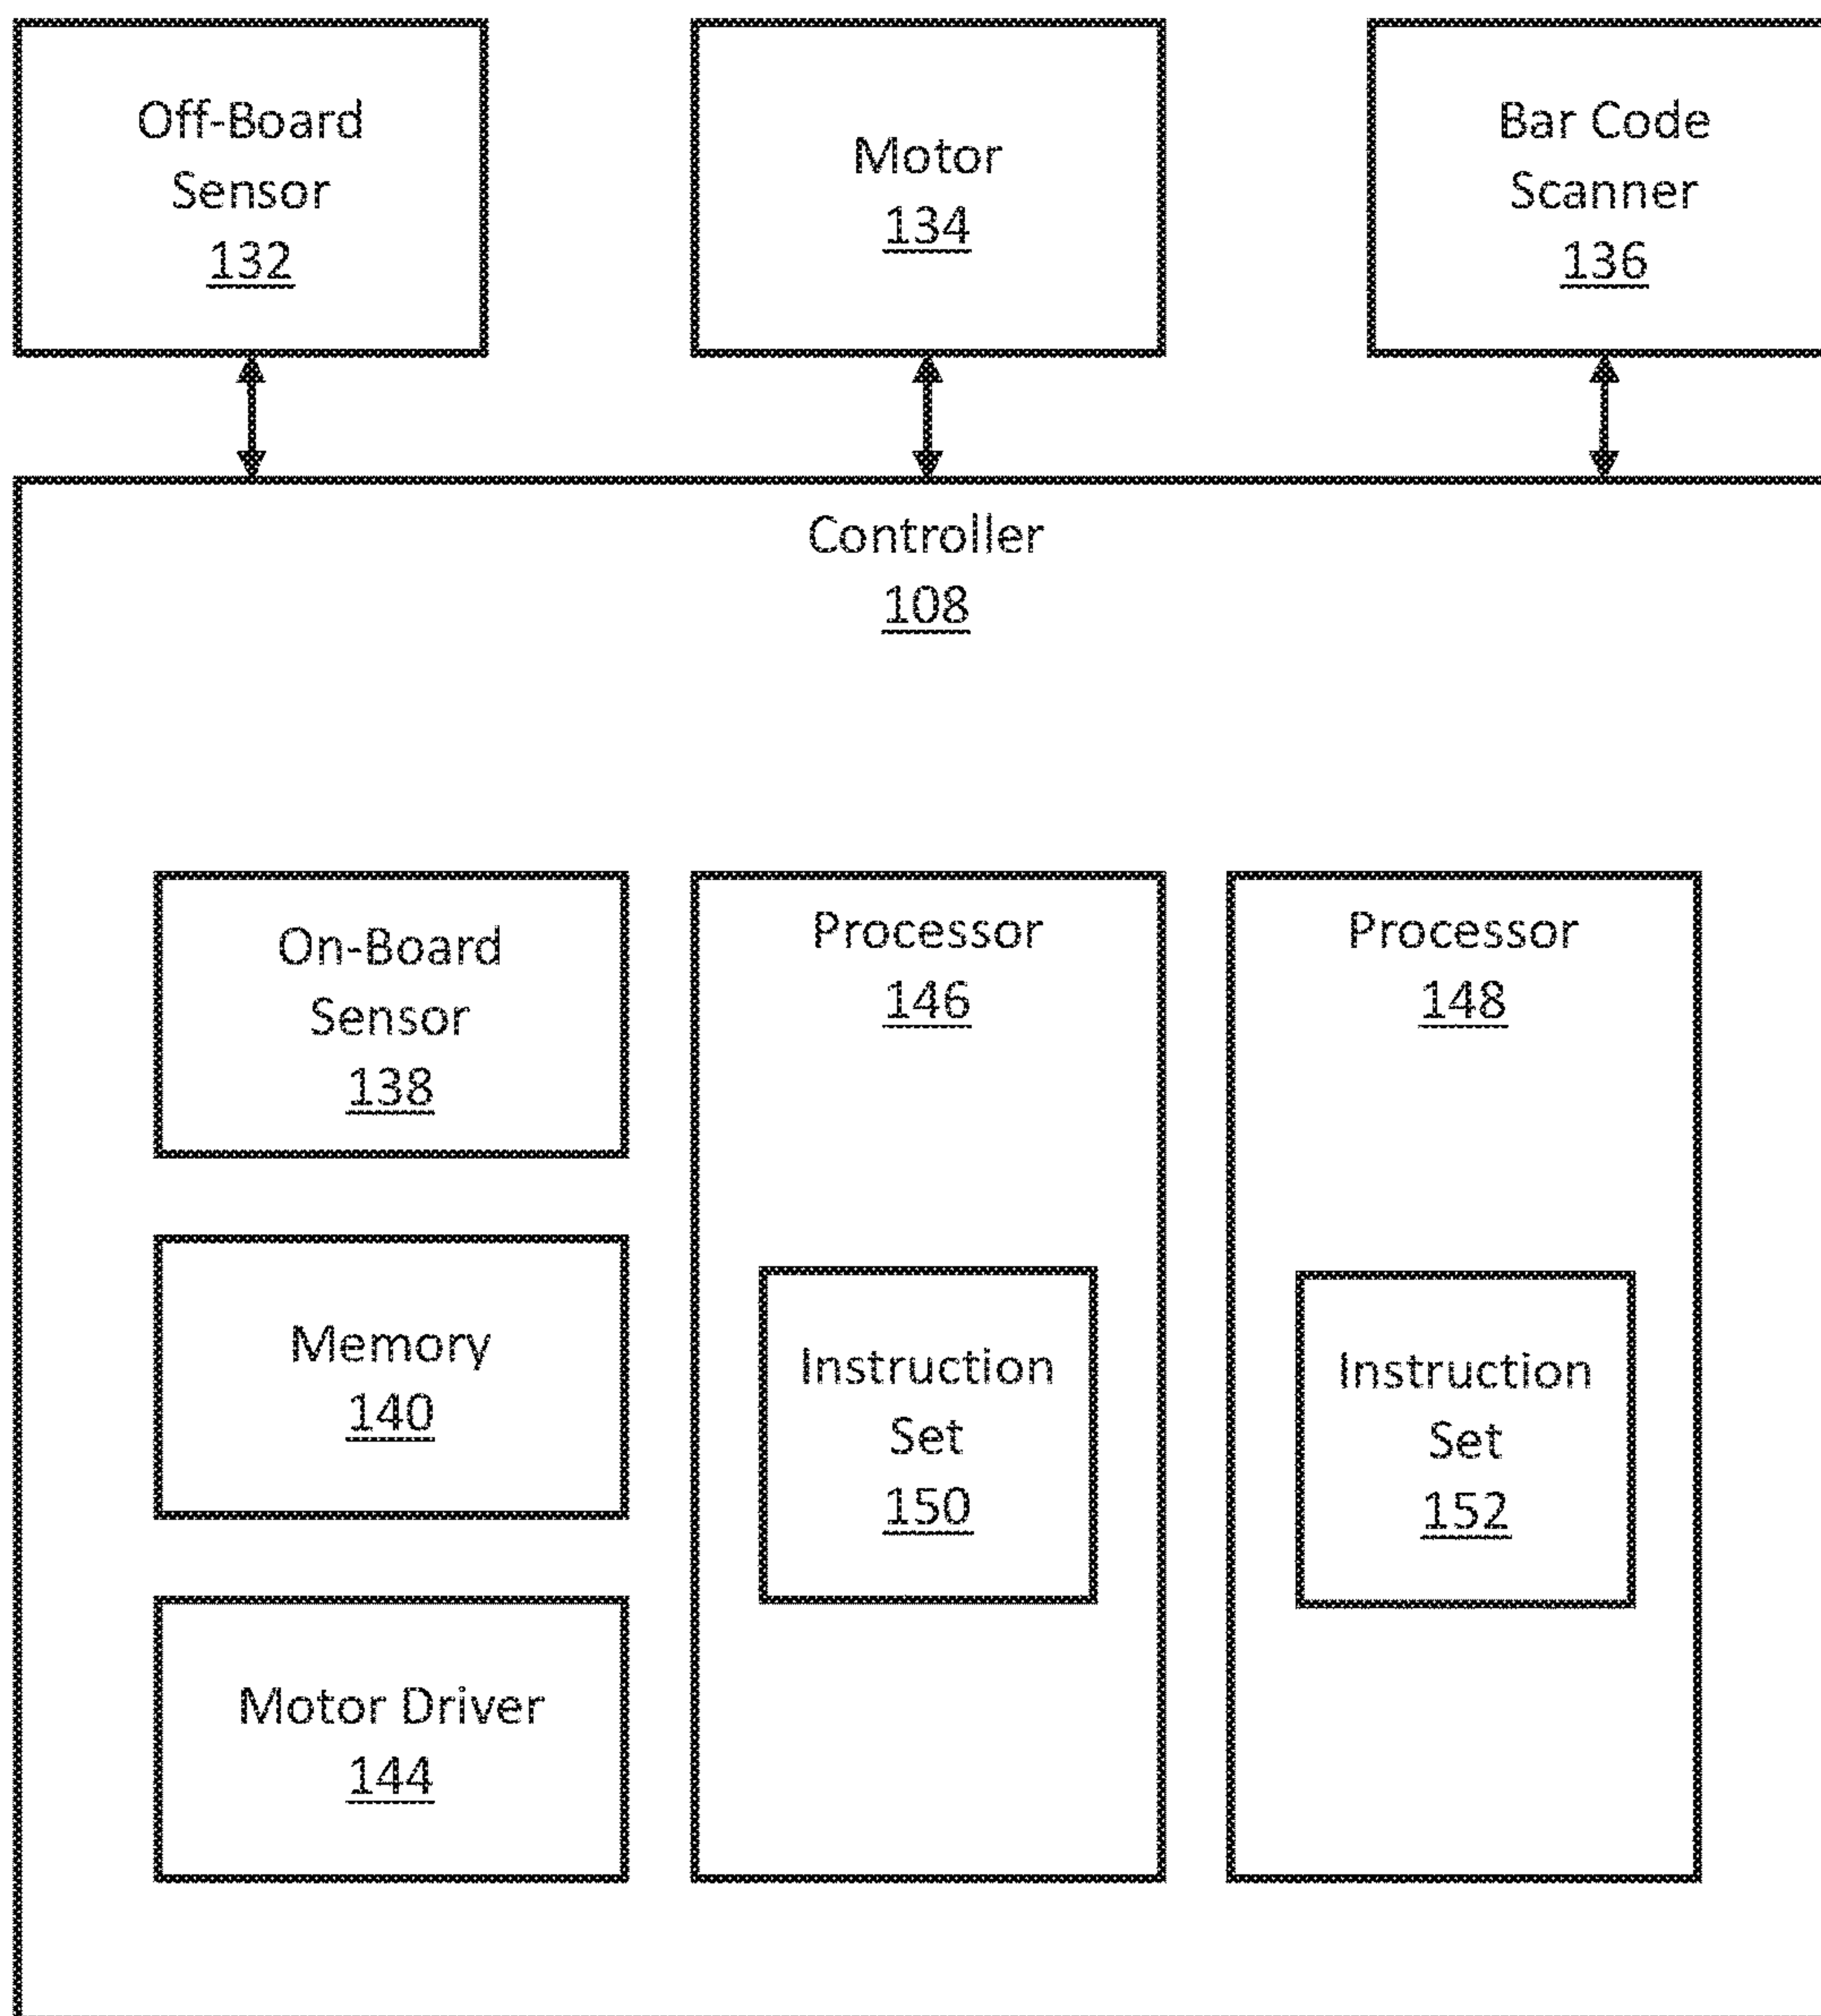 Off-Board
Sensor
132
Motor
134
Bar Code
Scanner
136
Controller
108
On-Board
Sensor
138
Memory
140
Motor Driver
144
Processor
146
Instruction
Set
150
Processor
148
Instruction
Set
152